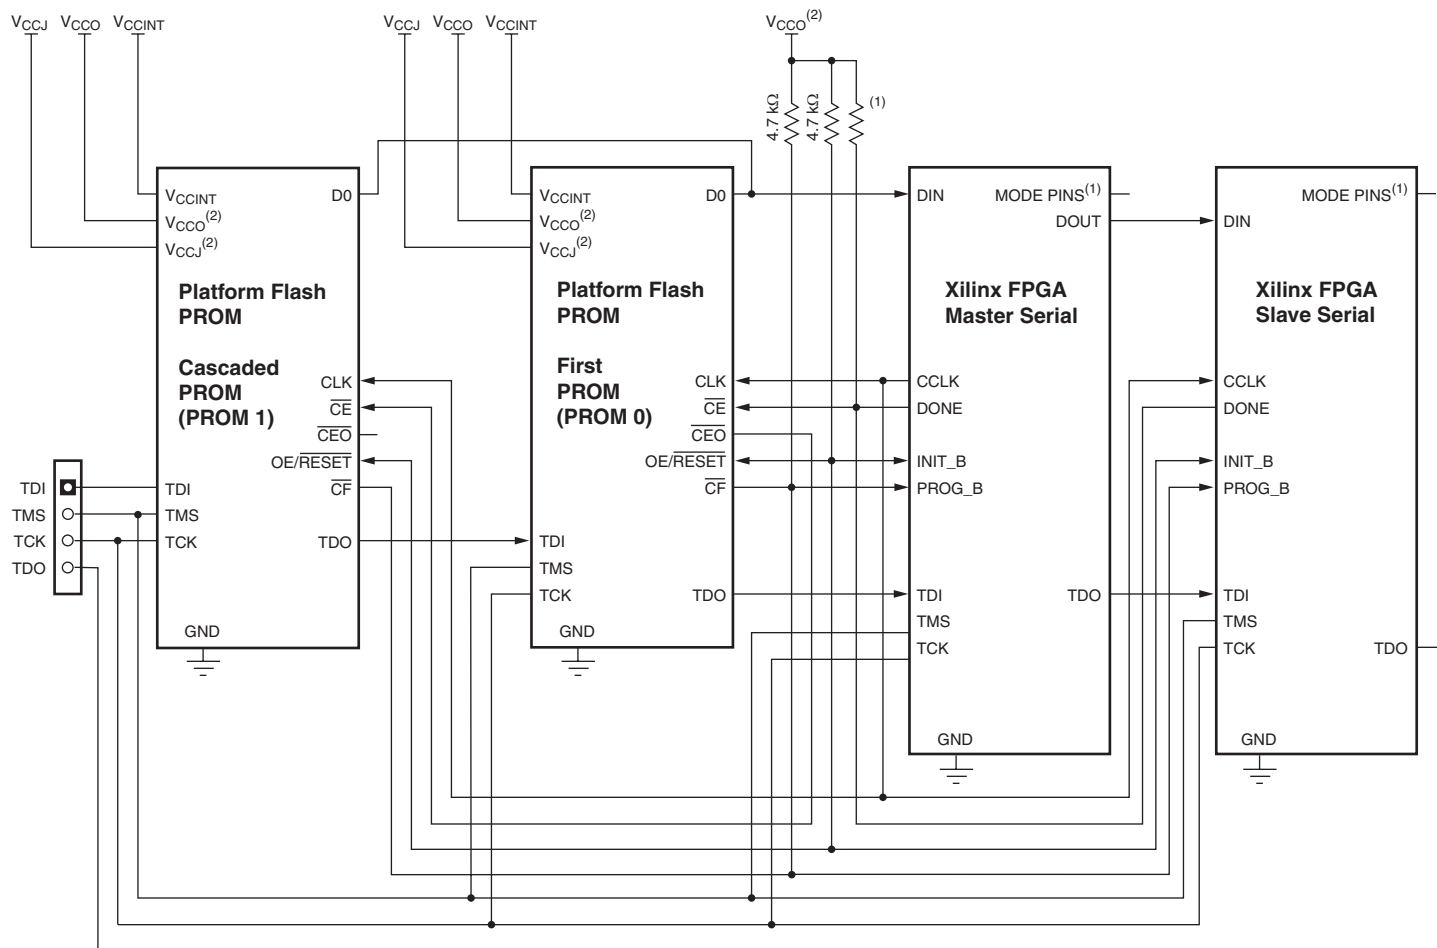 VCCJ VCCO VCCINT
VCCJ VCCO VCCINT
VCCO(2)
4.7 kΩ
4.7 kΩ
(1)
VCCINT
VCCO(2)
VCCJ(2)
D0
Platform Flash
PROM
Cascaded
PROM
(PROM 1)
CLK
CE
CEO
OE/RESET
CF
TDI
TMS
TCK
TDO
GND
VCCINT
VCCO(2)
VCCJ(2)
D0
Platform Flash
PROM
First
PROM
(PROM 0)
CLK
CE
CEO
OE/RESET
CF
TDI
TMS
TCK
TDO
GND
DIN
MODE PINS(1)
DOUT
Xilinx FPGA
Master Serial
CCLK
DONE
INIT_B
PROG_B
TDI
TMS
TCK
TDO
GND
MODE PINS(1)
DIN
Xilinx FPGA
Slave Serial
CCLK
DONE
INIT_B
PROG_B
TDI
TMS
TCK
TDO
GND
TDI
TMS
TCK
TDO